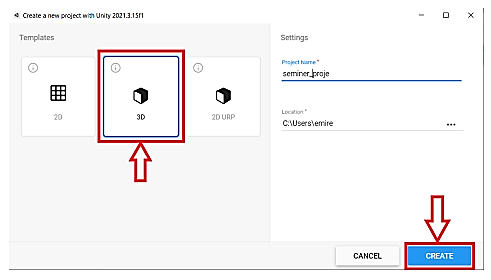 Create a new project with Unity 2021.3.15f1
Templates
Settings
2D
3D
2D URP
Project Name *
seminer_proje
Location *
C:\Users\emire
CANCEL
CREATE